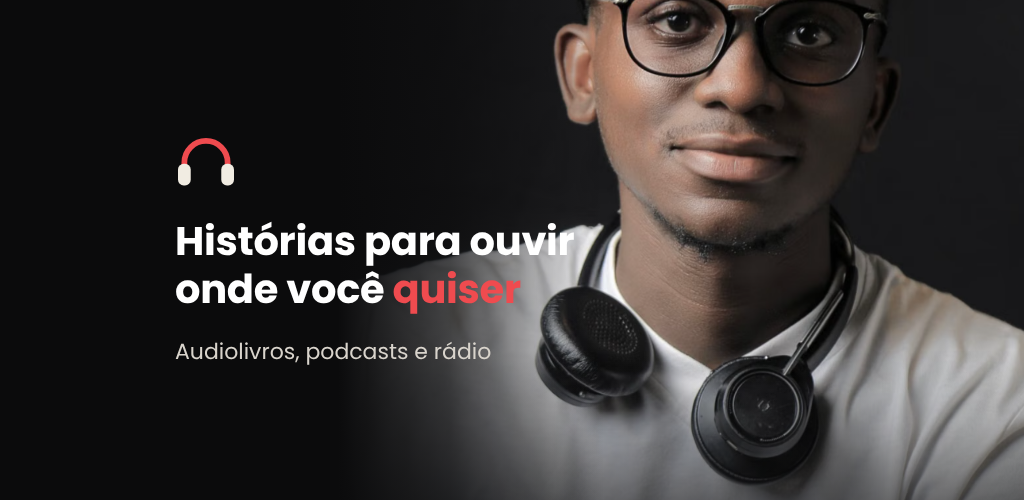 Histórias para ouvir
onde você quiser
Audiolivros, podcasts e rádio